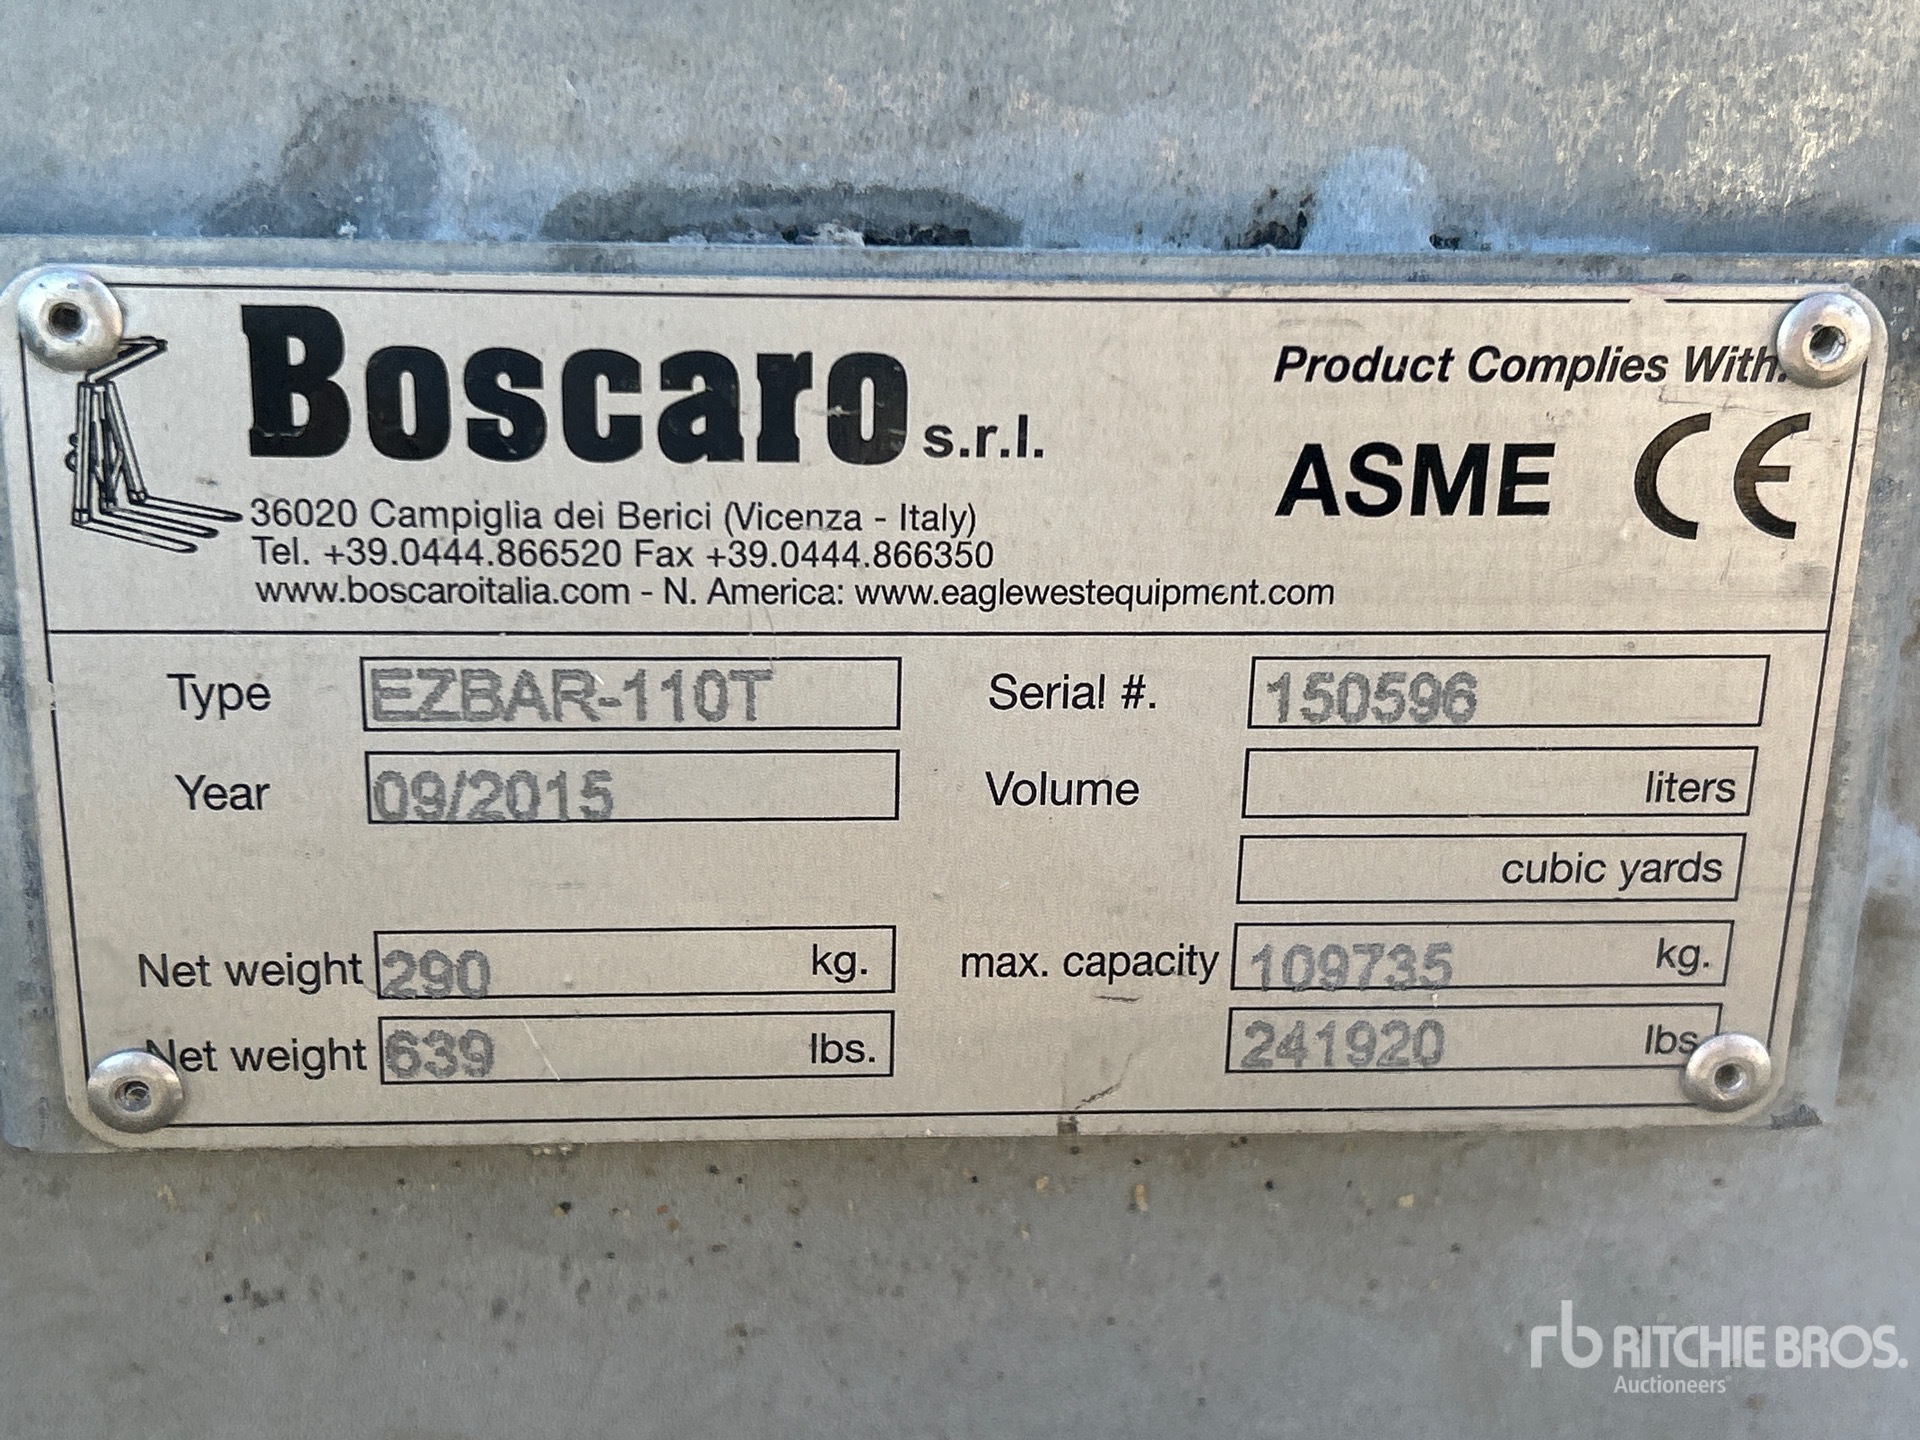 Boscaro s.r.l.
36020 Campiglia dei Berici (Vicenza - Italy)
Tel. +39.0444.866520 Fax +39.0444.866350
www.boscaroitalia.com - N. America: www.eaglewestequipment.com
Product Complies With:
ASME CE
Type EZBAR-110T Serial #. 150596
Year 09/2015 Volume liters
cubic yards
Net weight 290 kg. max. capacity 109735 kg.
Net weight 639 lbs. 241920 lbs.
rb RITCHIE BROS.
Auctioneers